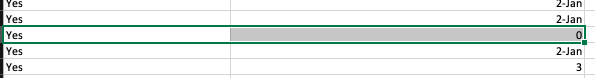 Yes 2-Jan
Yes 2-Jan
Yes 0
Yes 2-Jan
Yes 3